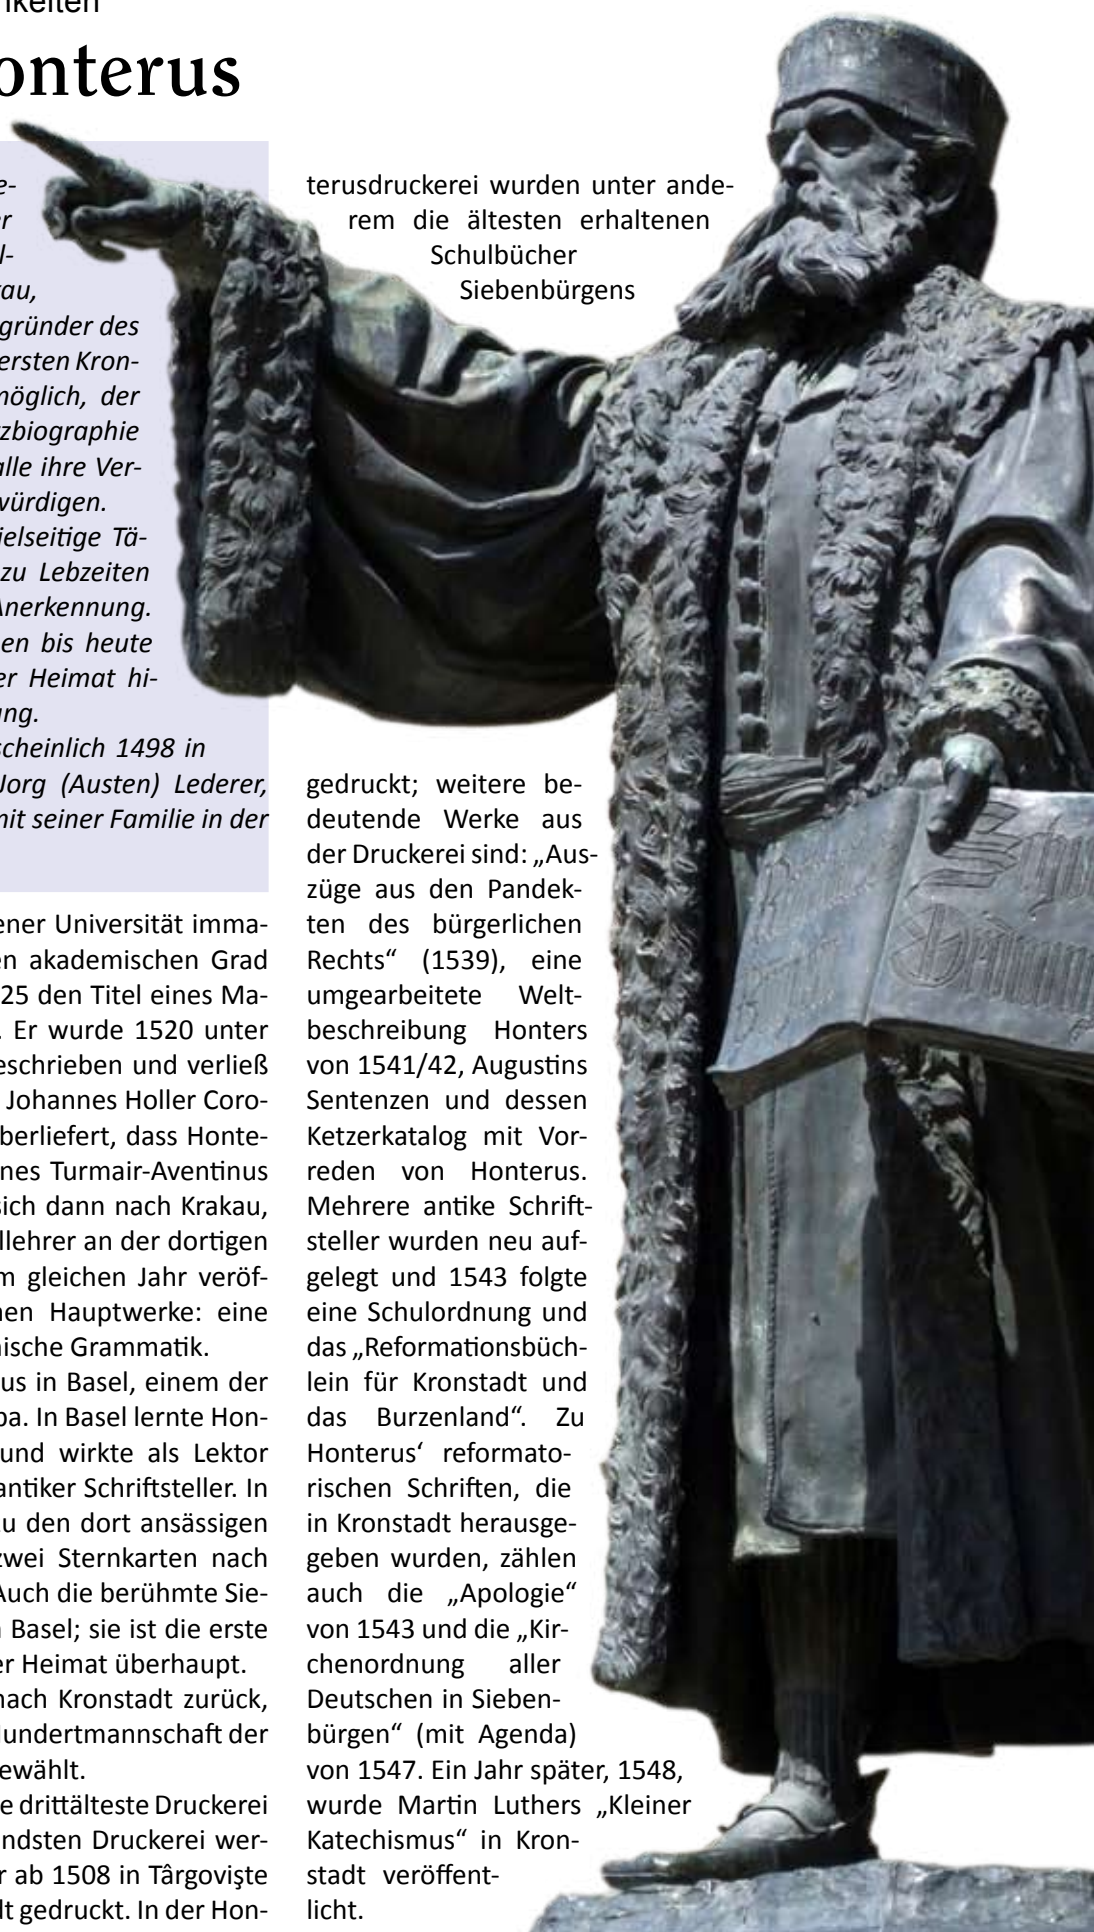 nkeiten
onterus
e-
er
l-
au,
gründer des
ersten Kron-
möglich, der
zbiographie
alle ihre Ver-
würdigen.
ielseitige Tä-
zu Lebzeiten
Anerkennung.
en bis heute
er Heimat hi-
ung.
scheinlich 1498 in
Jorg (Austen) Lederer,
mit seiner Familie in der
ener Universität imma-
en akademischen Grad
25 den Titel eines Ma-
. Er wurde 1520 unter
eschrieben und verließ
Johannes Holler Coro-
berliefert, dass Honte-
nes Turmair-Aventinus
sich dann nach Krakau,
llehrer an der dortigen
m gleichen Jahr veröf-
nen Hauptwerke: eine
nische Grammatik.
us in Basel, einem der
pa. In Basel lernte Hon-
und wirkte als Lektor
antiker Schriftsteller. In
zu den dort ansässigen
zwei Sternkarten nach
Auch die berühmte Sie-
n Basel; sie ist die erste
er Heimat überhaupt.
nach Kronstadt zurück,
Hundertmannschaft der
ewählt.
e drittälteste Druckerei
ndsten Druckerei wer-
r ab 1508 in Târgovişte
dt gedruckt. In der Hon-
terusdruckerei wurden unter ande-
rem die ältesten erhaltenen
Schulbücher
Siebenbürgens
gedruckt; weitere be-
deutende Werke aus
der Druckerei sind: „Aus-
züge aus den Pandek-
ten des bürgerlichen
Rechts“ (1539), eine
umgearbeitete Welt-
beschreibung Honters
von 1541/42, Augustins
Sentenzen und dessen
Ketzerkatalog mit Vor-
reden von Honterus.
Mehrere antike Schrift-
steller wurden neu auf-
gelegt und 1543 folgte
eine Schulordnung und
das „Reformationsbüch-
lein für Kronstadt und
das Burzenland“. Zu
Honterus‘ reformato-
rischen Schriften, die
in Kronstadt herausge-
geben wurden, zählen
auch die „Apologie“
von 1543 und die „Kir-
chenordnung aller
Deutschen in Sieben-
bürgen“ (mit Agenda)
von 1547. Ein Jahr später, 1548,
wurde Martin Luthers „Kleiner
Katechismus“ in Kron-
stadt veröffent-
licht.